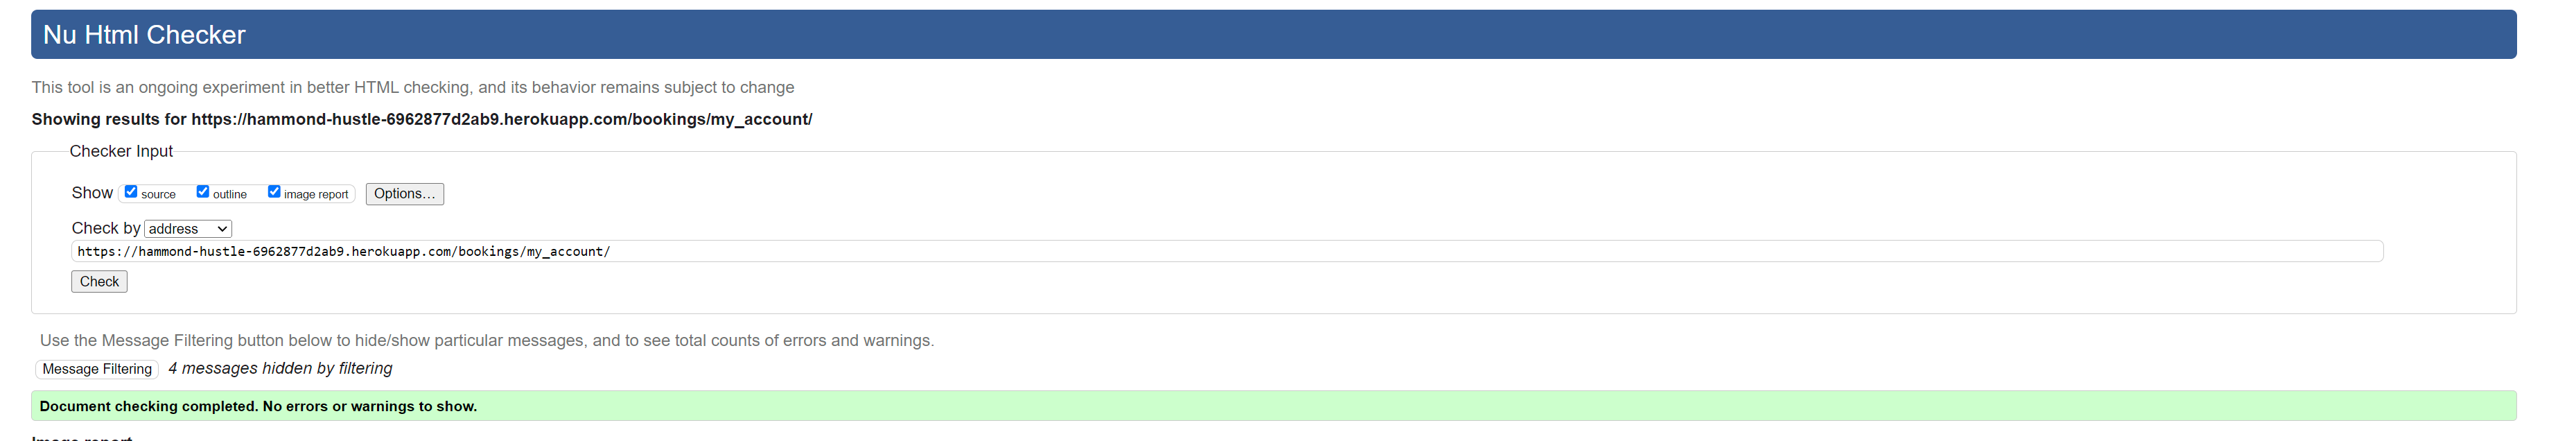 Nu Html Checker
This tool is an ongoing experiment in better HTML checking, and its behavior remains subject to change
Showing results for https://hammond-hustle-6962877d2ab9.herokuapp.com/bookings/my_account/
Checker Input
Show source outline image report Options...
Check by address
https://hammond-hustle-6962877d2ab9.herokuapp.com/bookings/my_account/
Check
Use the Message Filtering button below to hide/show particular messages, and to see total counts of errors and warnings.
Message Filtering 4 messages hidden by filtering
Document checking completed. No errors or warnings to show.
Image report